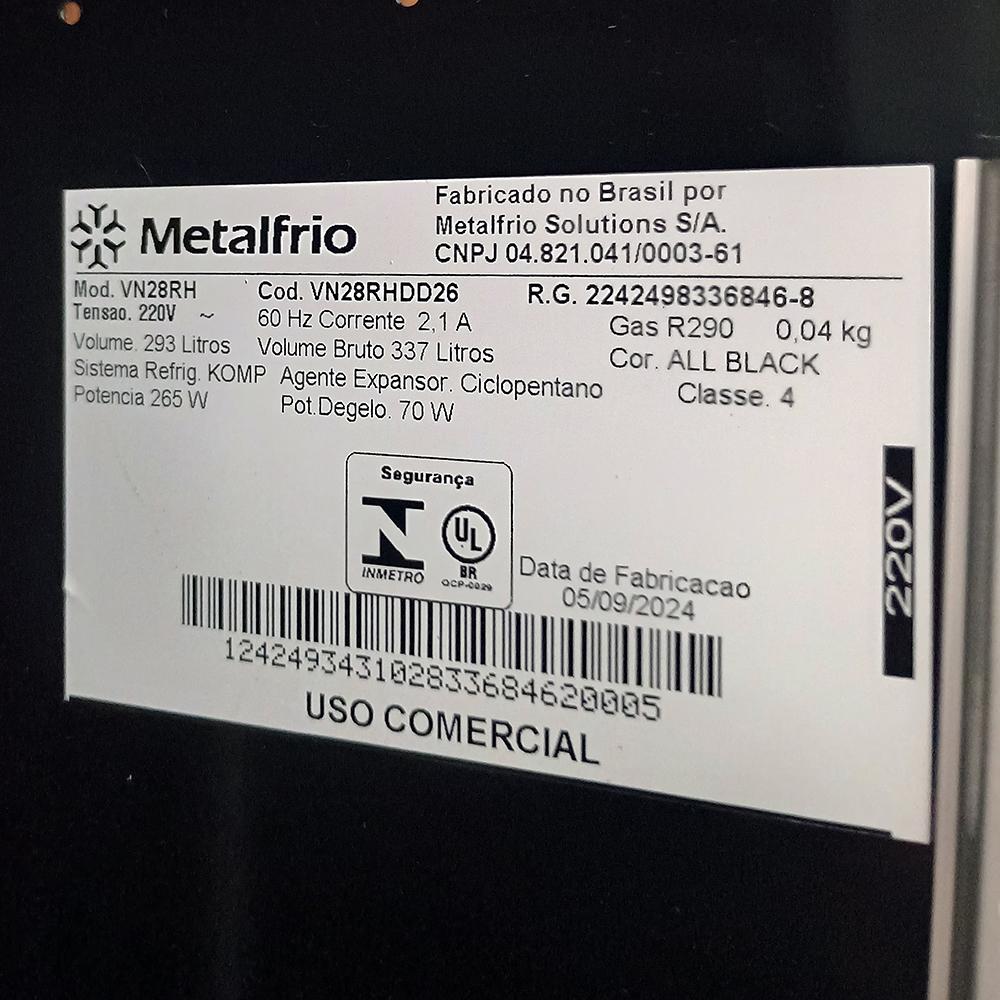 Metalfrio
Fabricado no Brasil por
Metalfrio Solutions S/A.
CNPJ 04.821.041/0003-61
Mod. VN28RH Cod. VN28RHDD26 R.G. 2242498336846-8
Tensao. 220V ~ 60 Hz Corrente 2,1 A Gas R290 0,04 kg
Volume. 293 Litros Volume Bruto 337 Litros Cor. ALL BLACK
Sistema Refrig. KOMP Agente Expansor. Ciclopentano Classe. 4
Potencia 265 W Pot.Degelo. 70 W
Segurança
INMETRO
UL
BR
OCP-0029
Data de Fabricacao
05/09/2024
220V
124249343102833684620005
USO COMERCIAL